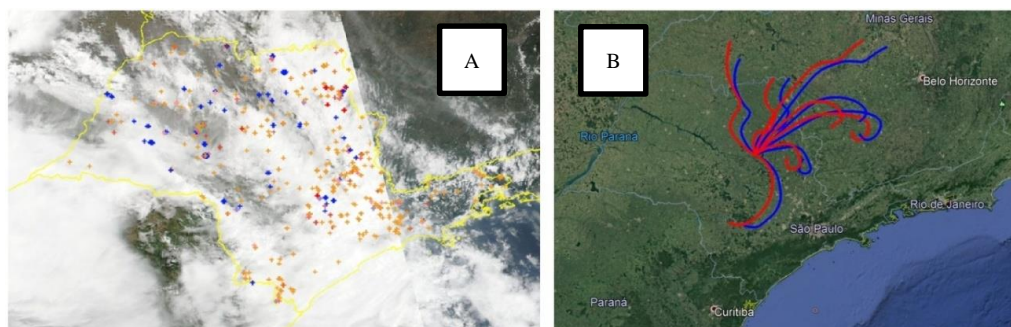 A
B
Minas Gerais
Belo Horizonte
Rio Paraná
Rio de Janeiro
São Paulo
Paraná
Curitiba